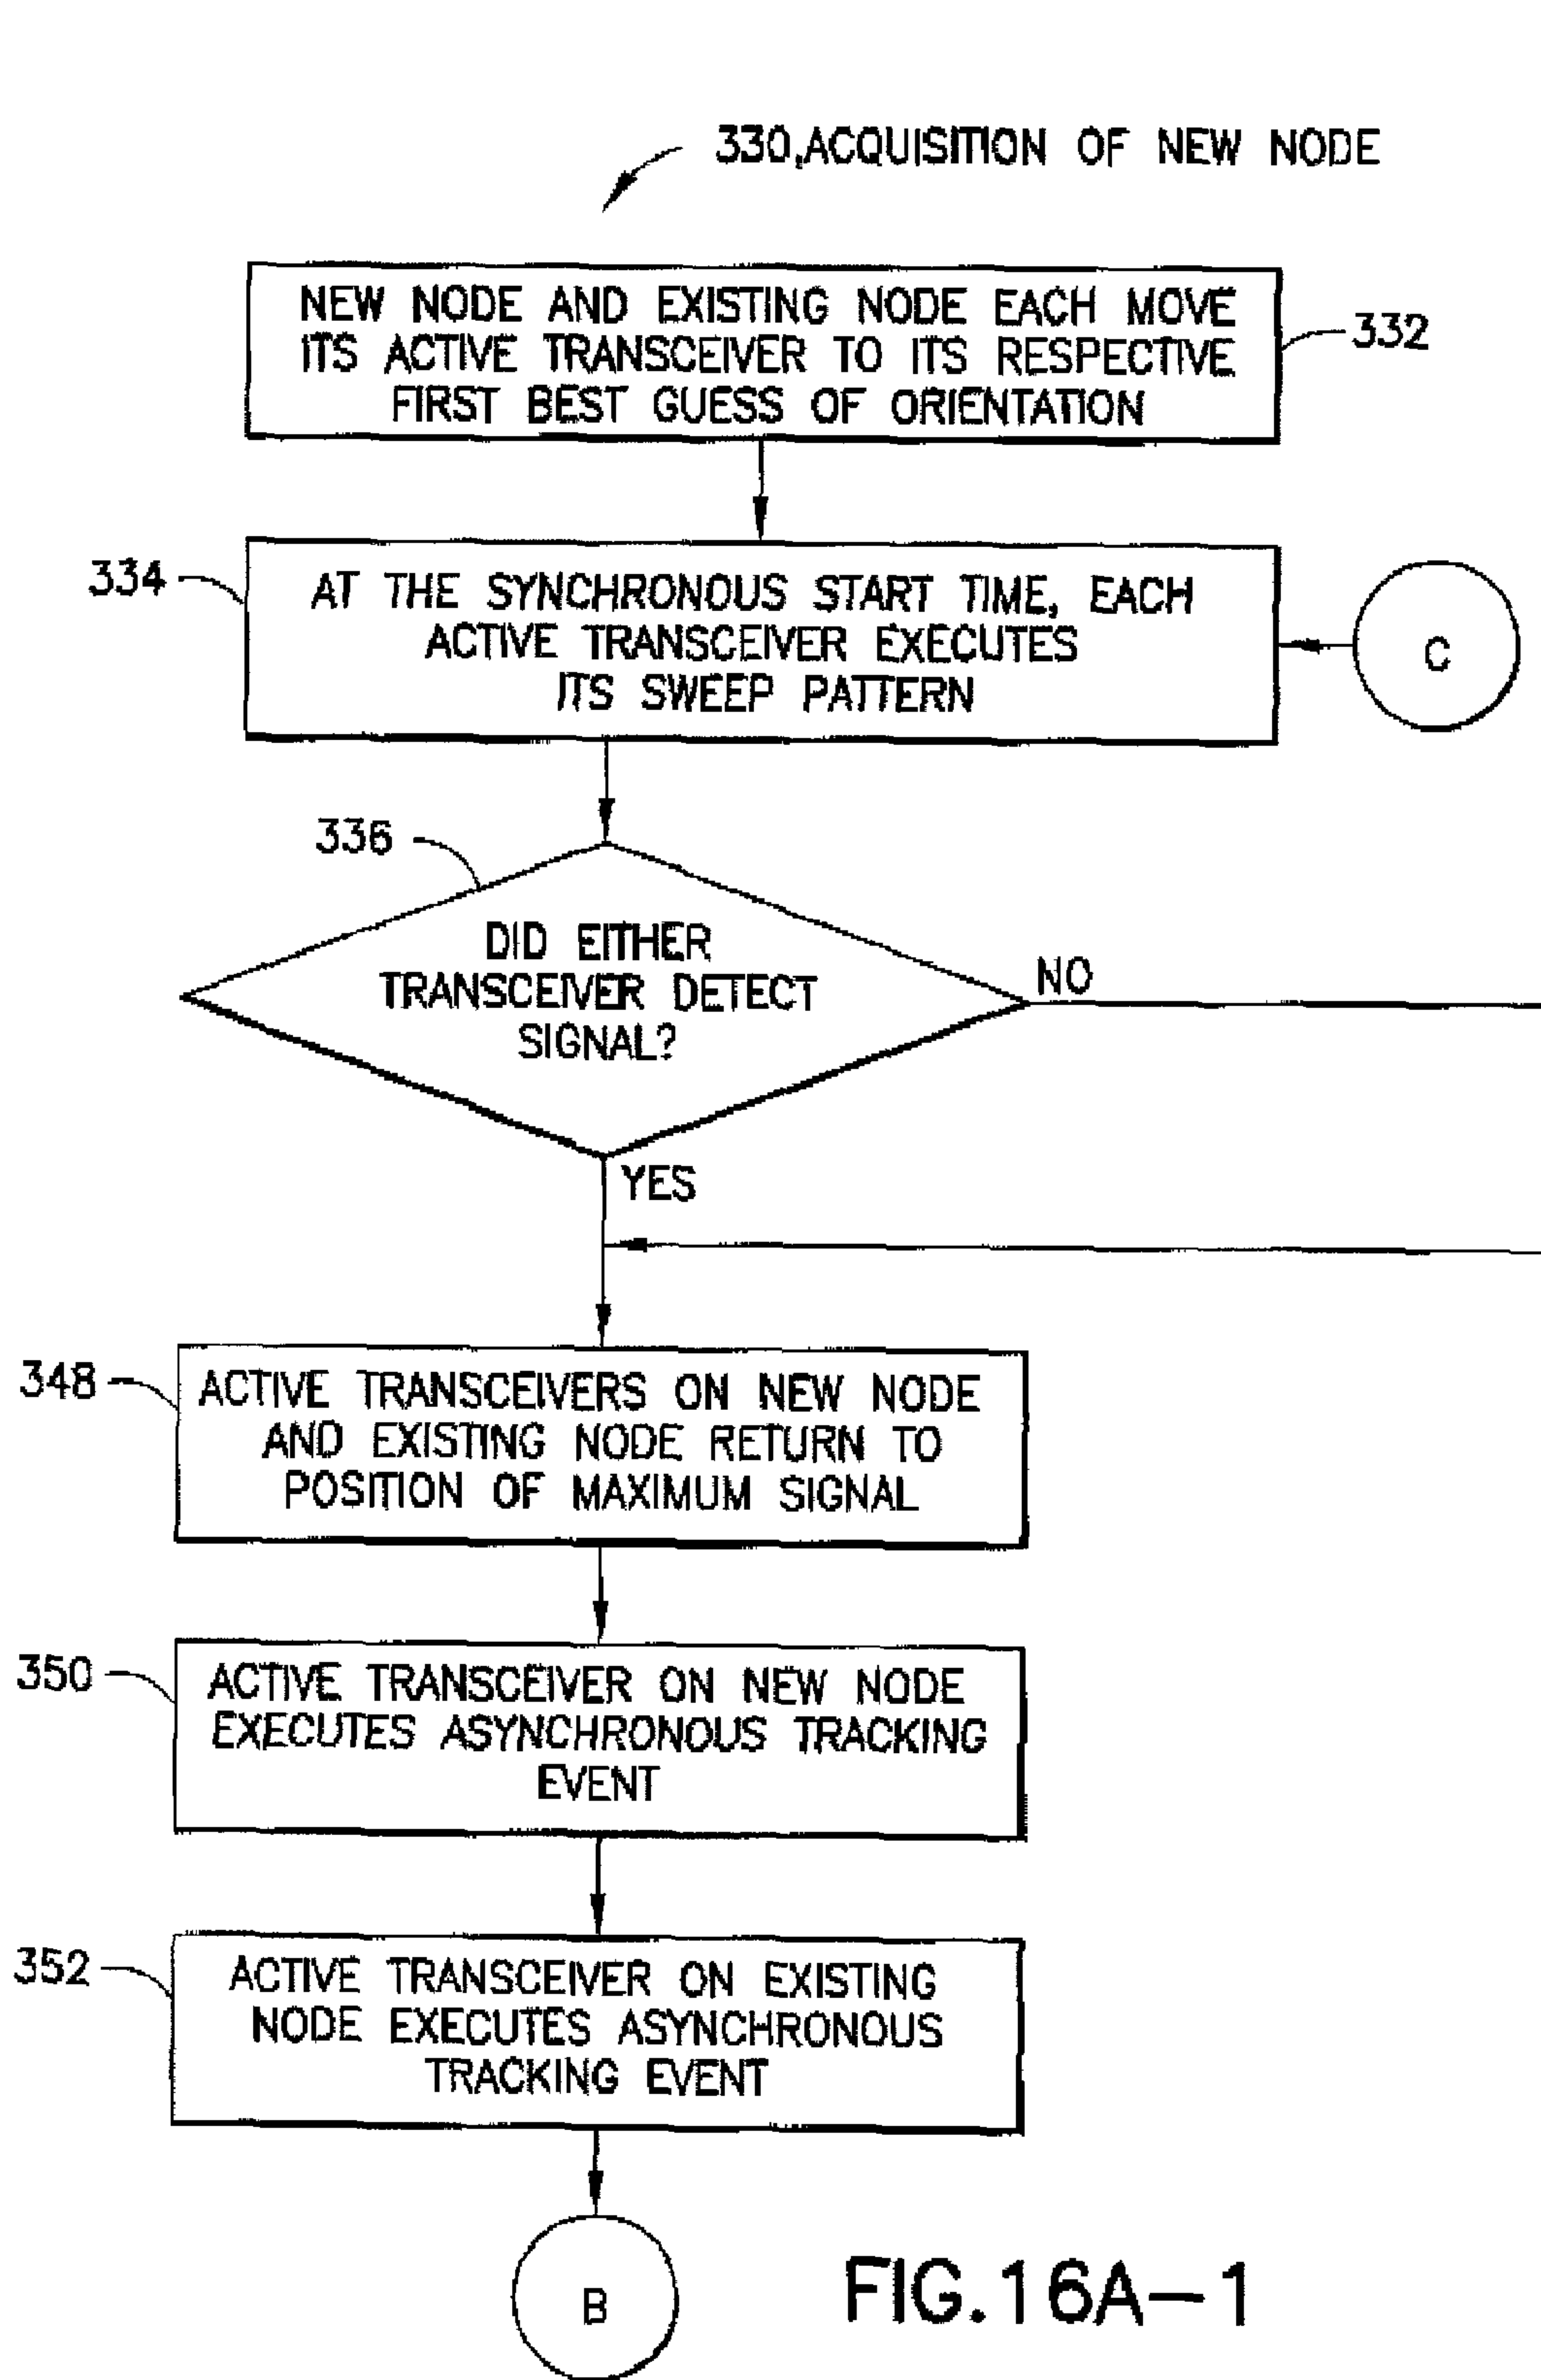 330,ACQUISITION OF NEW NODE
NEW NODE AND EXISTING NODE EACH MOVE
ITS ACTIVE TRANSCEIVER TO ITS RESPECTIVE
FIRST BEST GUESS OF ORIENTATION
332
334
AT THE SYNCHRONOUS START TIME, EACH
ACTIVE TRANSCEIVER EXECUTES
ITS SWEEP PATTERN
C
336
DID EITHER
TRANSCEIVER DETECT
SIGNAL?
NO
YES
348
ACTIVE TRANSCEIVERS ON NEW NODE
AND EXISTING NODE RETURN TO
POSITION OF MAXIMUM SIGNAL
350
ACTIVE TRANSCEIVER ON NEW NODE
EXECUTES ASYNCHRONOUS TRACKING
EVENT
352
ACTIVE TRANSCEIVER ON EXISTING
NODE EXECUTES ASYNCHRONOUS
TRACKING EVENT
B
FIG.16A-1